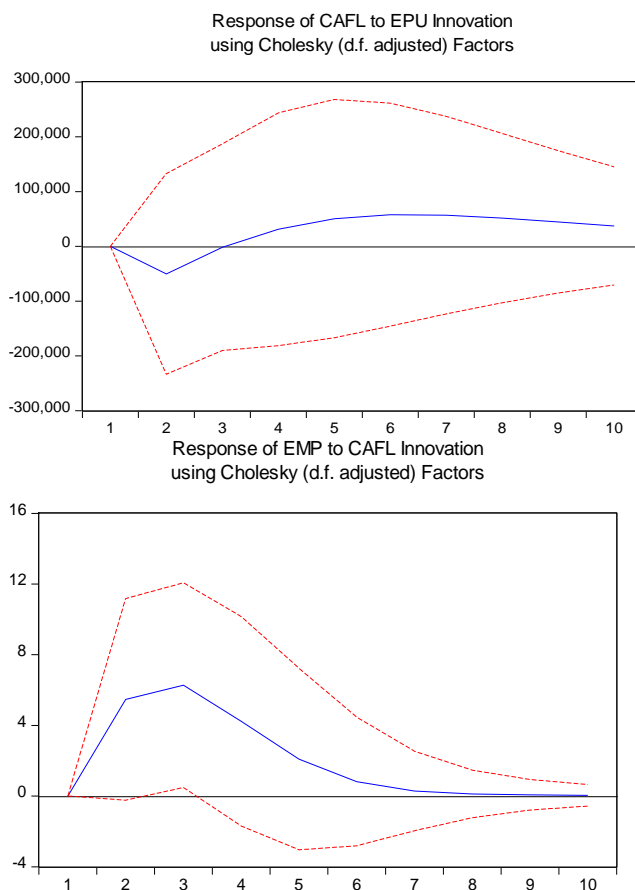 Response of CAFL to EPU Innovation
using Cholesky (d.f. adjusted) Factors
300,000
200,000
100,000
0
-100,000
-200,000
-300,000
1 2 3 4 5 6 7 8 9 10
Response of EMP to CAFL Innovation
using Cholesky (d.f. adjusted) Factors
16
12
8
4
0
-4
1 2 3 4 5 6 7 8 9 10